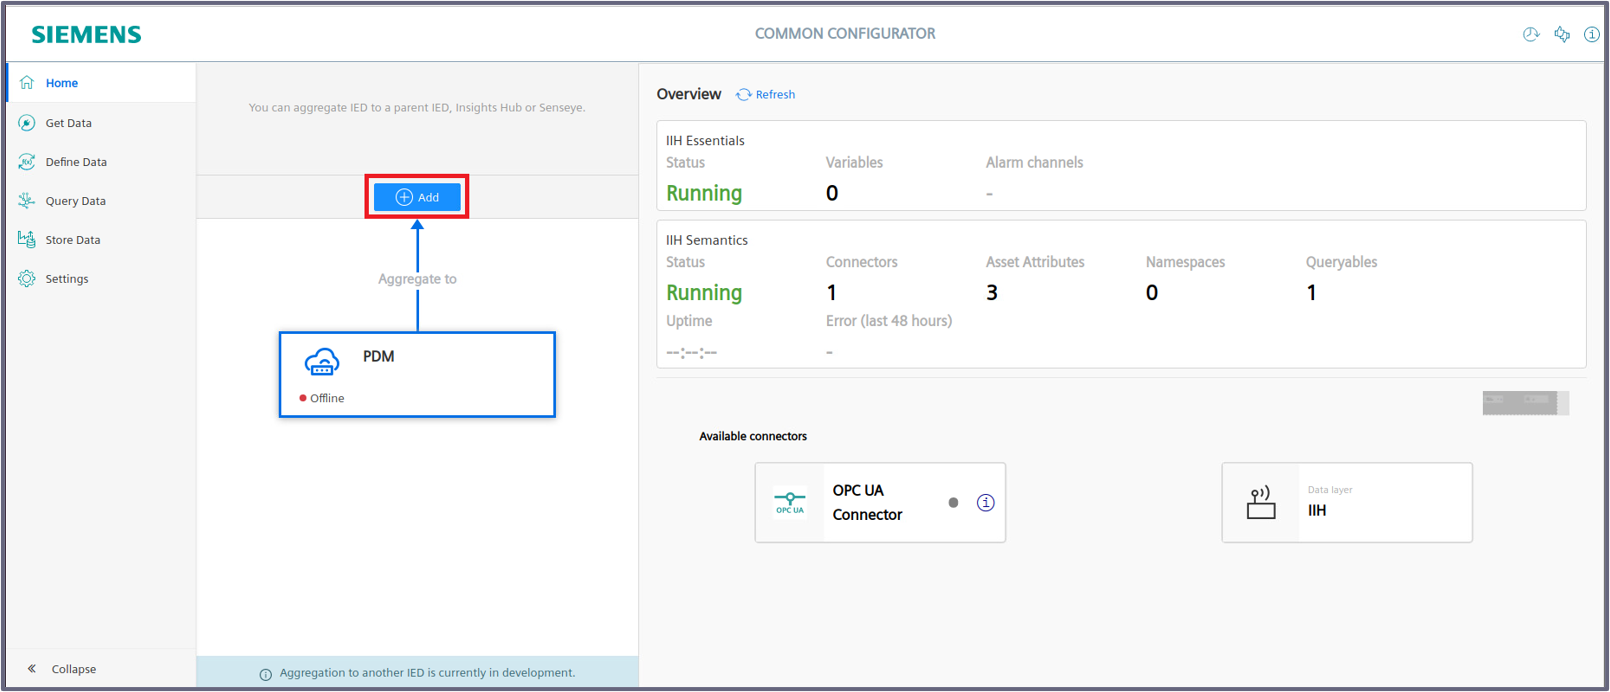 SIEMENS
COMMON CONFIGURATOR
Home
Get Data
Define Data
Query Data
Store Data
Settings
Collapse
You can aggregate IED to a parent IED, Insights Hub or Senseye.
Add
Aggregate to
PDM
Offline
Aggregation to another IED is currently in development.
Overview Refresh
IIH Essentials
Status Variables Alarm channels
Running 0 -
IIH Semantics
Status Connectors Asset Attributes Namespaces Queryables
Running 1 3 0 1
Uptime Error (last 48 hours)
--:--:-- -
Available connectors
OPC UA
OPC UA
Connector
Data layer
IIH